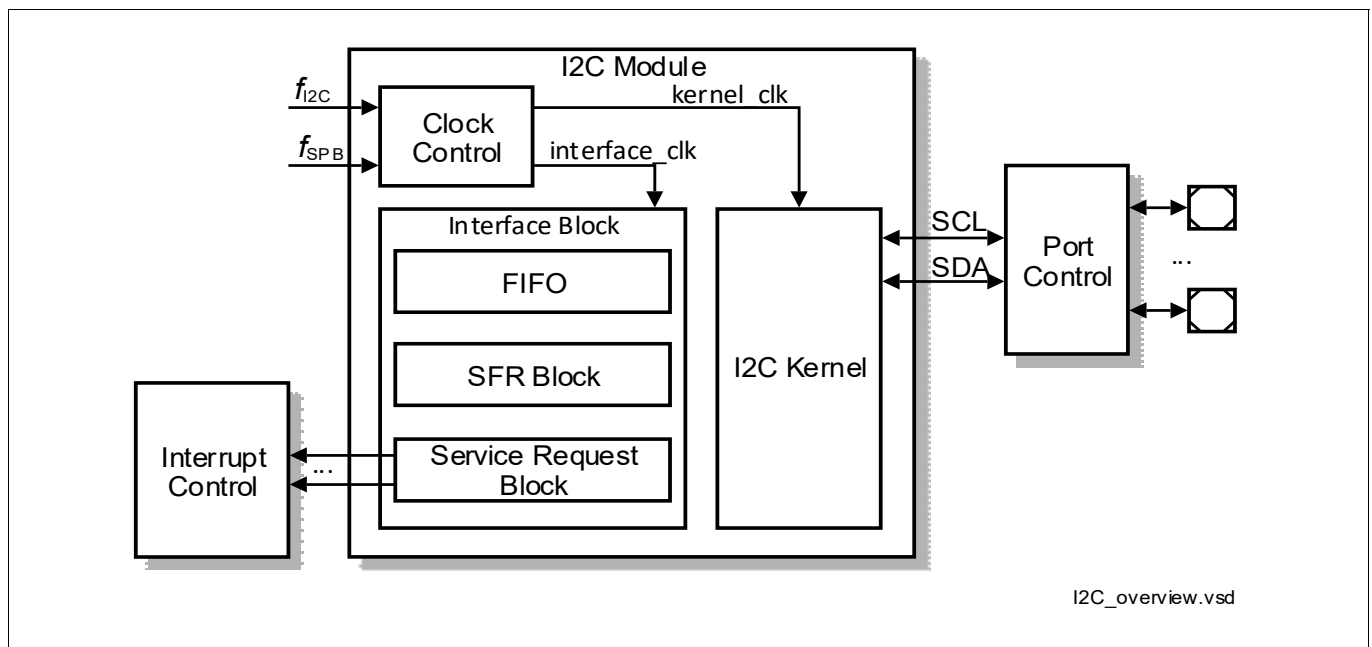 I2C Module
fI2C
kernel_clk
Clock
Control
fSPB
interface_clk
Interface Block
FIFO
SFR Block
Service Request
Block
I2C Kernel
SCL
SDA
Port
Control
...
Interrupt
Control
...
I2C_overview.vsd